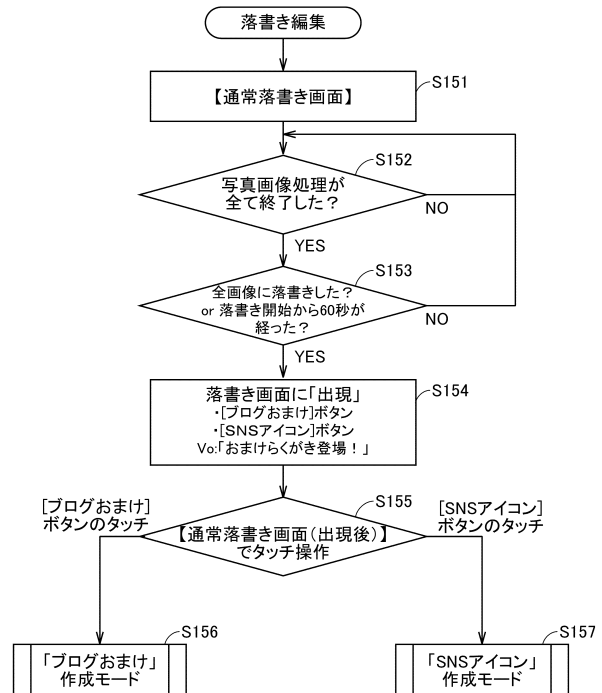 落書き編集
【通常落書き画面】
S151
写真画像処理が
全て終了した？
S152
NO
YES
全画像に落書きした？
or 落書き開始から60秒が
経った？
S153
NO
YES
落書き画面に「出現」
・[ブログおまけ]ボタン
・[SNSアイコン]ボタン
Vo:「おまけらくがき登場！」
S154
[ブログおまけ]
ボタンのタッチ
【通常落書き画面（出現後）】
でタッチ操作
S155
[SNSアイコン]
ボタンのタッチ
「ブログおまけ」
作成モード
S156
「SNSアイコン」
作成モード
S157